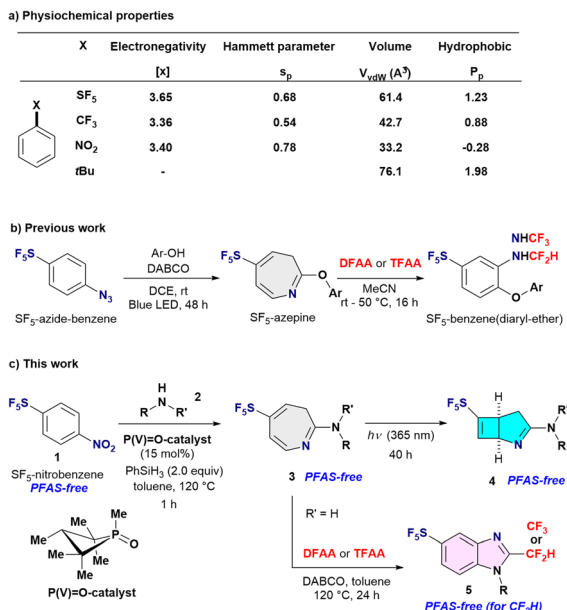 a) Physiochemical properties
X Electronegativity Hammett parameter Volume Hydrophobic
[x] sp VvdW (A³) Pp
X
SF5 3.65 0.68 61.4 1.23
CF3 3.36 0.54 42.7 0.88
NO2 3.40 0.78 33.2 -0.28
tBu - 76.1 1.98
b) Previous work
F5S
N3
SF5-azide-benzene
Ar-OH
DABCO
DCE, rt
Blue LED, 48 h
F5S
N
O
Ar
SF5-azepine
DFAA or TFAA
MeCN
rt - 50 °C, 16 h
NHCF3
F5S
NHCF2H
O
Ar
SF5-benzene(diaryl-ether)
c) This work
F5S
NO2
1
SF5-nitrobenzene
PFAS-free
H
R N R' 2
P(V)=O-catalyst
(15 mol%)
PhSiH3 (2.0 equiv)
toluene, 120 °C
1 h
F5S
R'
N
R
N
3 PFAS-free
hν (365 nm)
40 h
F5S
H
R'
N
R
N
H
4 PFAS-free
Me
Me
Me
P=O
Me
Me
Me
P(V)=O-catalyst
R' = H
DFAA or TFAA
DABCO, toluene
120 °C, 24 h
F5S
N
CF3
or
CF2H
N
R
5
PFAS-free (for CF2H)